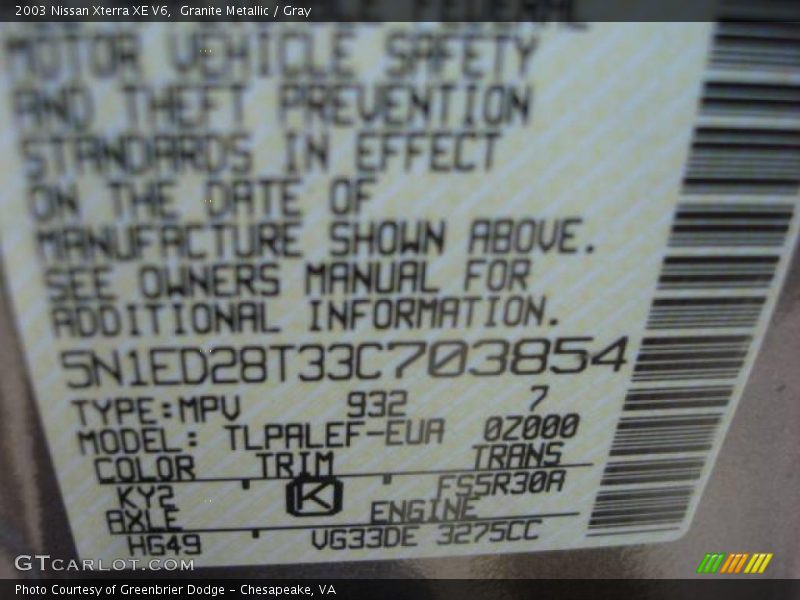 2003 Nissan Xterra XE V6,  Granite Metallic / Gray
MOTOR VEHICLE SAFETY
AND THEFT PREVENTION
STANDARDS IN EFFECT
ON THE DATE OF
MANUFACTURE SHOWN ABOVE.
SEE OWNERS MANUAL FOR
ADDITIONAL INFORMATION.
5N1ED28T33C703854
TYPE:MPV 932 7
MODEL: TLPALEF-EUA 0Z000
COLOR TRIM TRANS
KY2 K FS5R30A
AXLE ENGINE
HG49 VG33DE 3275CC
GTCARLOT.COM
Photo Courtesy of Greenbrier Dodge - Chesapeake, VA